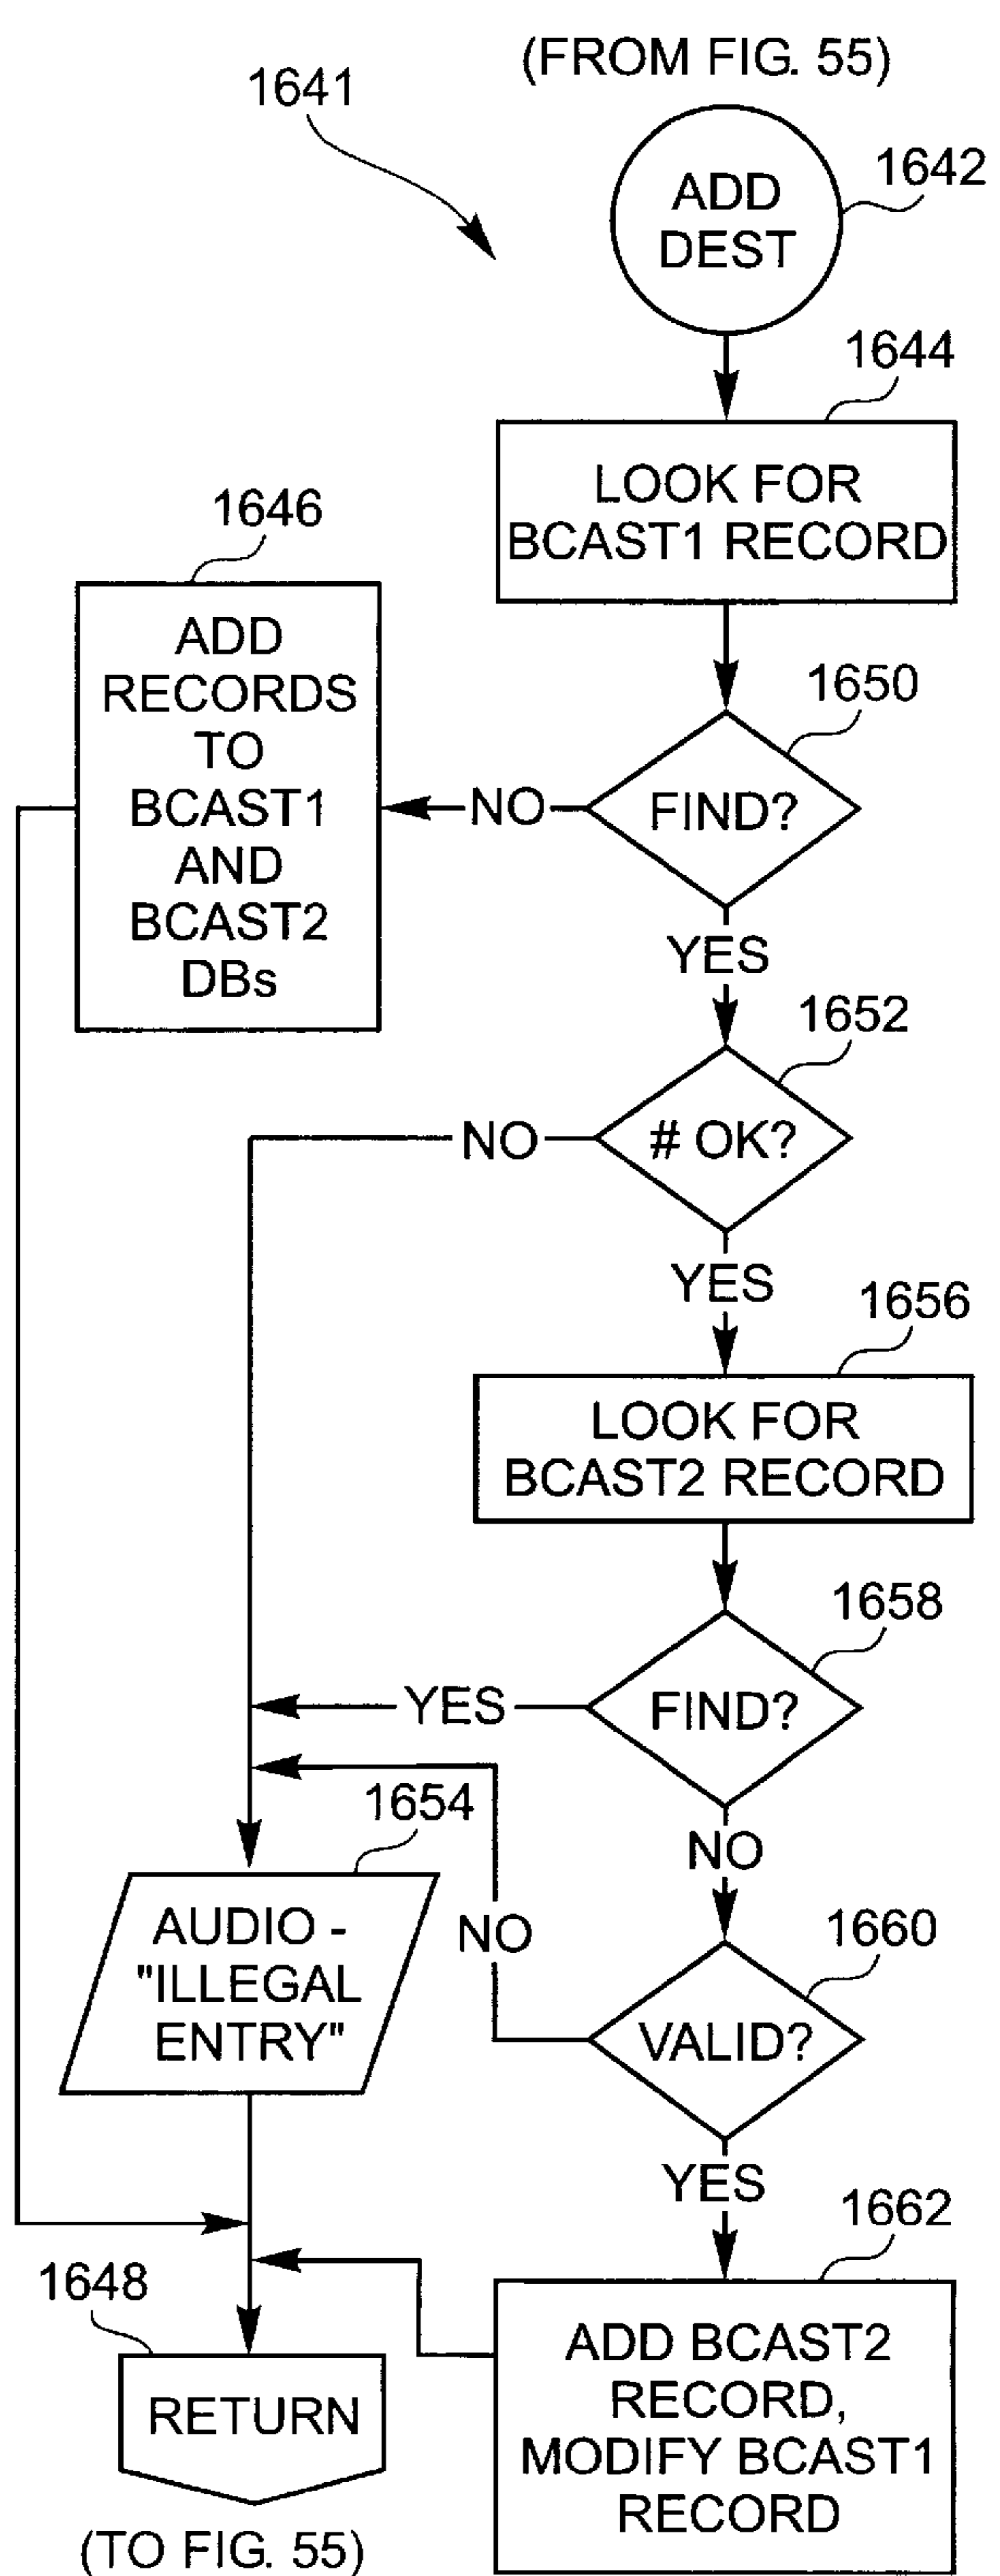 (FROM FIG. 55)
1641
ADD
DEST
1642
1644
LOOK FOR
BCAST1 RECORD
1646
ADD
RECORDS
TO
BCAST1
AND
BCAST2
DBs
1650
FIND?
NO
YES
1652
# OK?
NO
YES
1656
LOOK FOR
BCAST2 RECORD
1658
FIND?
YES
NO
1654
AUDIO -
"ILLEGAL
ENTRY"
1660
VALID?
NO
YES
1662
ADD BCAST2
RECORD,
MODIFY BCAST1
RECORD
1648
RETURN
(TO FIG. 55)